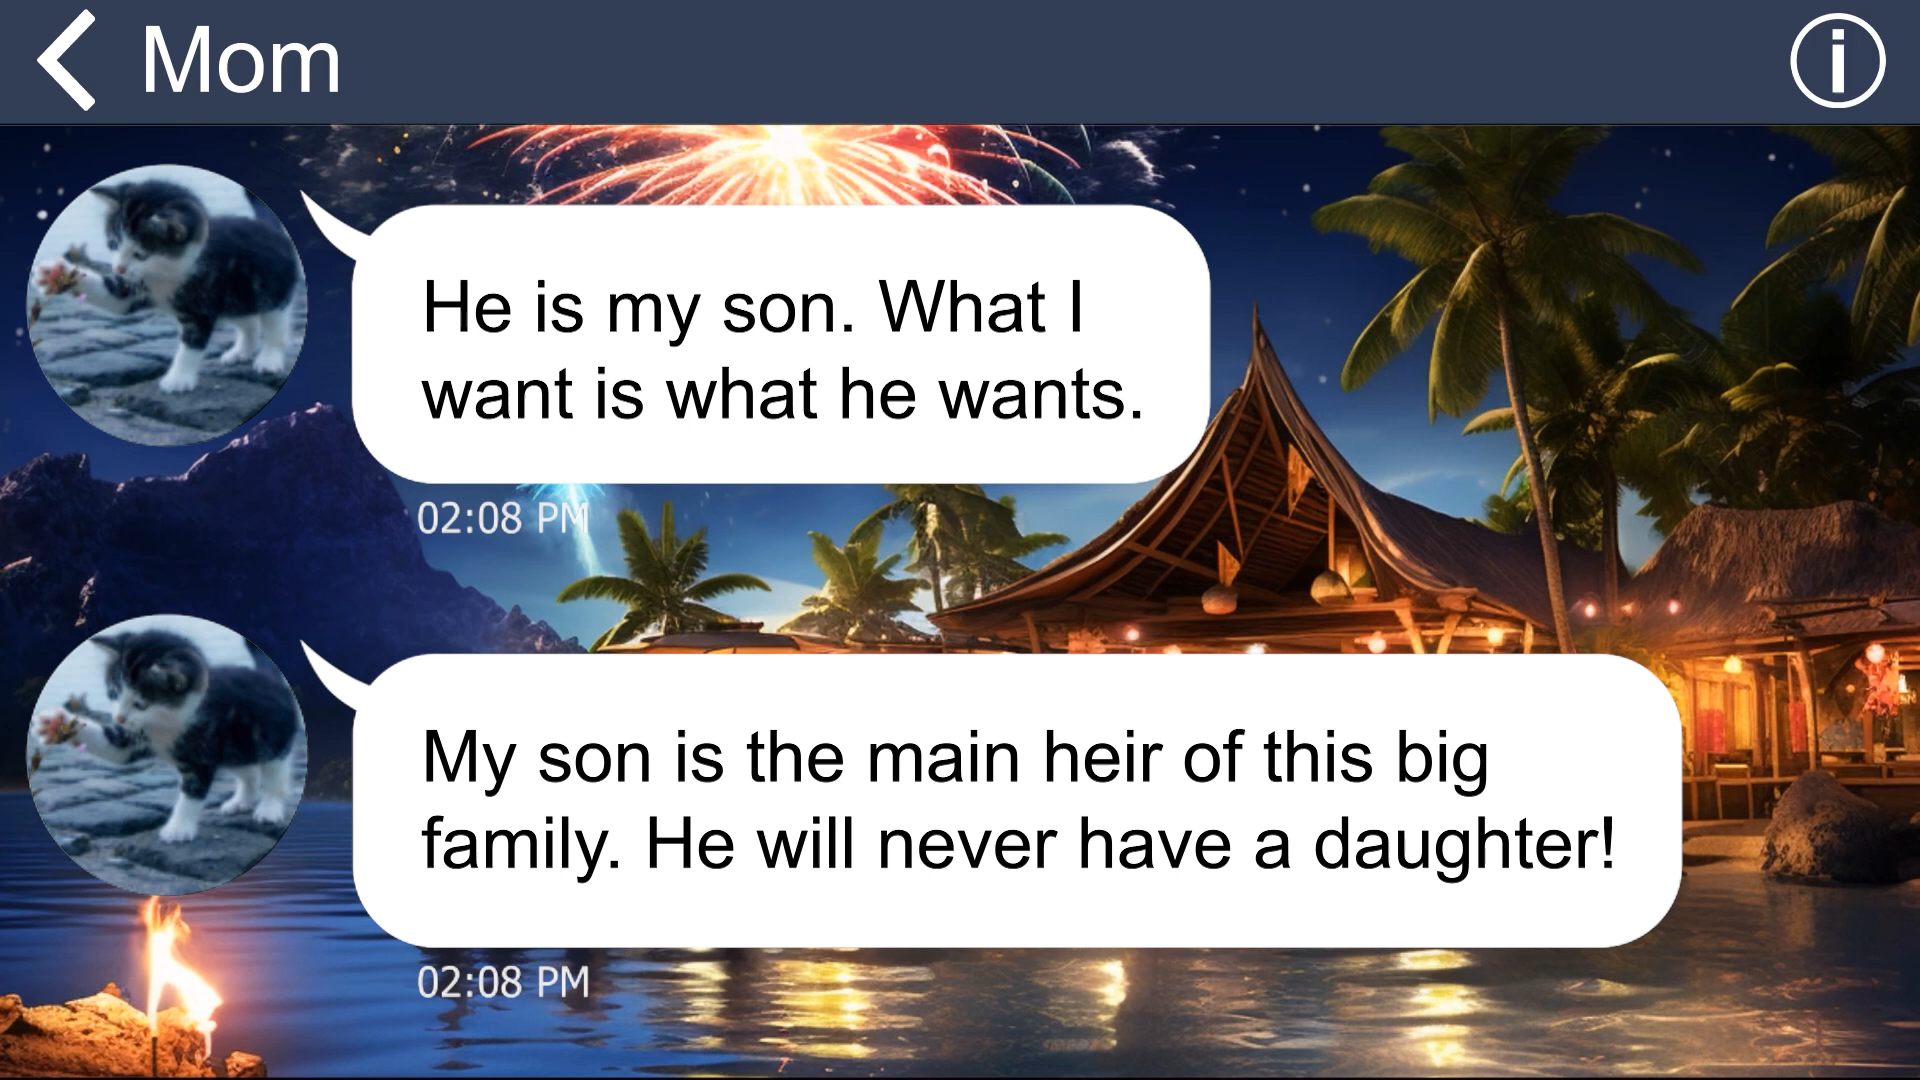 Mom
He is my son. What I
want is what he wants.
02:08 PM
My son is the main heir of this big
family. He will never have a daughter!
02:08 PM